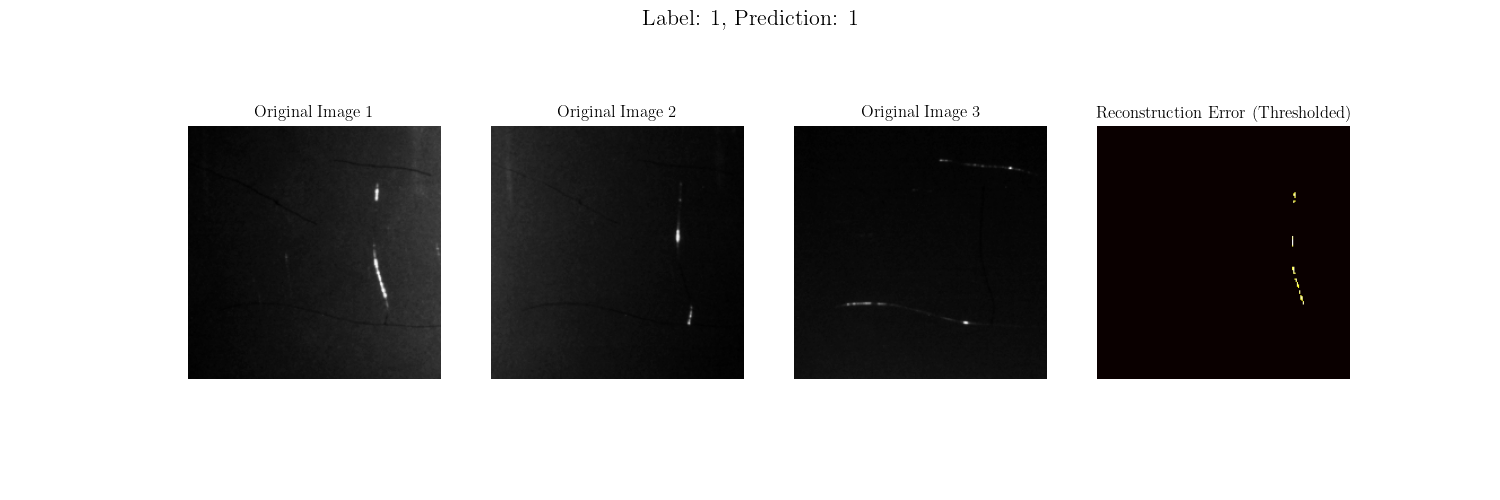 Label: 1, Prediction: 1
Original Image 1
Original Image 2
Original Image 3
Reconstruction Error (Thresholded)